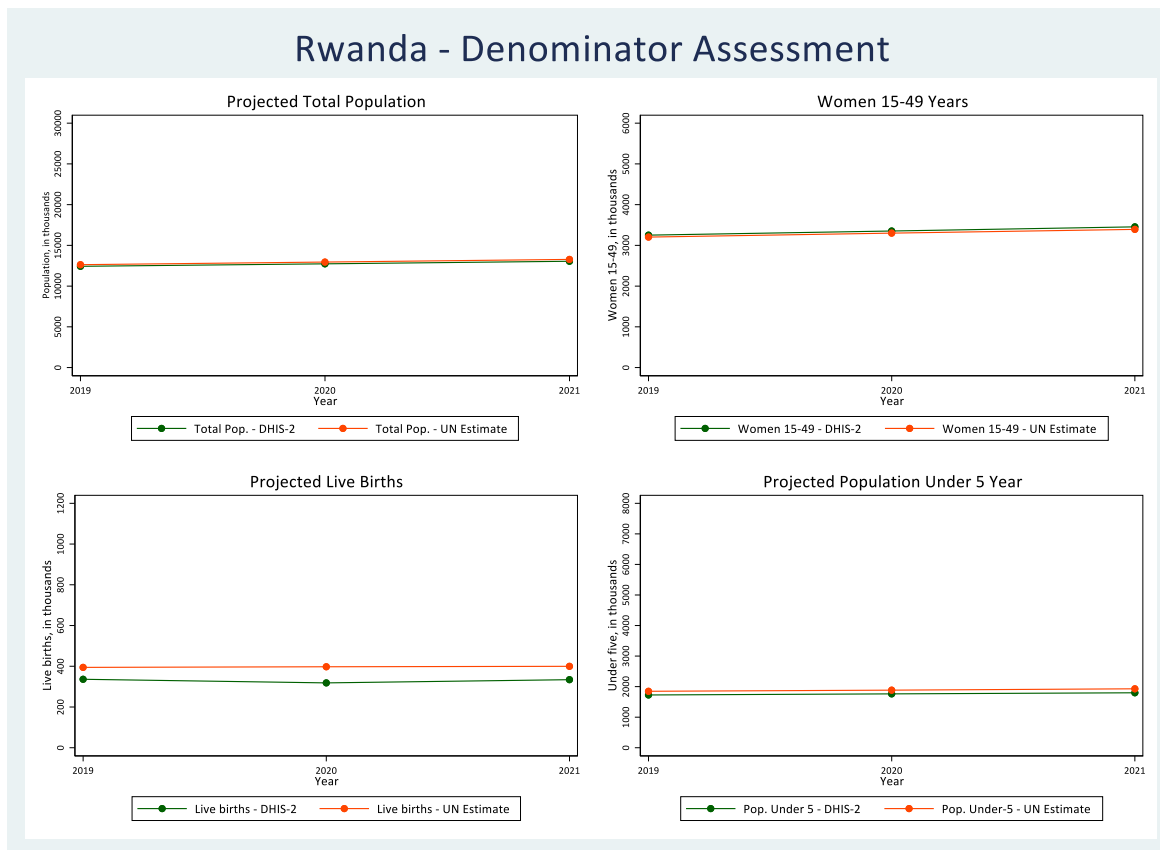 Rwanda - Denominator Assessment
Projected Total Population
Population, in thousands
30000
25000
20000
15000
10000
5000
0
2019 2020 2021
Year
Total Pop. - DHIS-2 Total Pop. - UN Estimate
Women 15-49 Years
Women 15-49, in thousands
6000
5000
4000
3000
2000
1000
0
2019 2020 2021
Year
Women 15-49 - DHIS-2 Women 15-49 - UN Estimate
Projected Live Births
Live births, in thousands
1200
1000
800
600
400
200
0
2019 2020 2021
Year
Live births - DHIS-2 Live births - UN Estimate
Projected Population Under 5 Year
Under five, in thousands
8000
7000
6000
5000
4000
3000
2000
1000
0
2019 2020 2021
Year
Pop. Under 5 - DHIS-2 Pop. Under-5 - UN Estimate